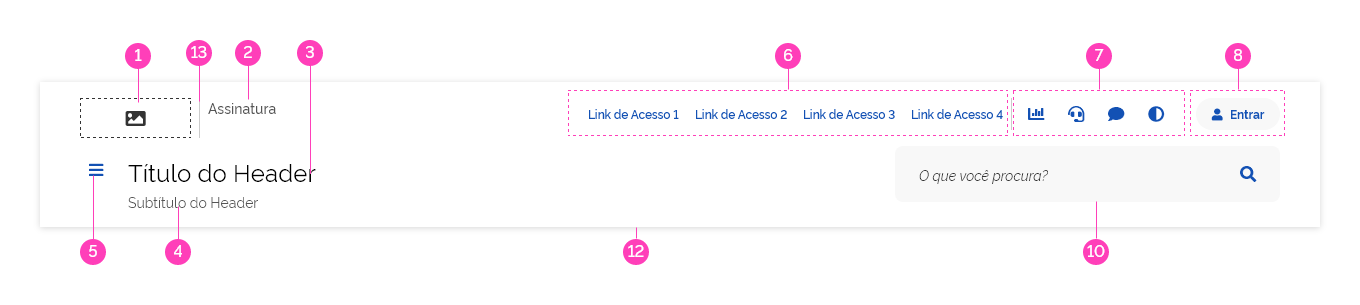 1 13 2 3 6 7 8
Assinatura Link de Acesso 1 Link de Acesso 2 Link de Acesso 3 Link de Acesso 4 Entrar
Título do Header O que você procura?
Subtítulo do Header
5 4 12 10